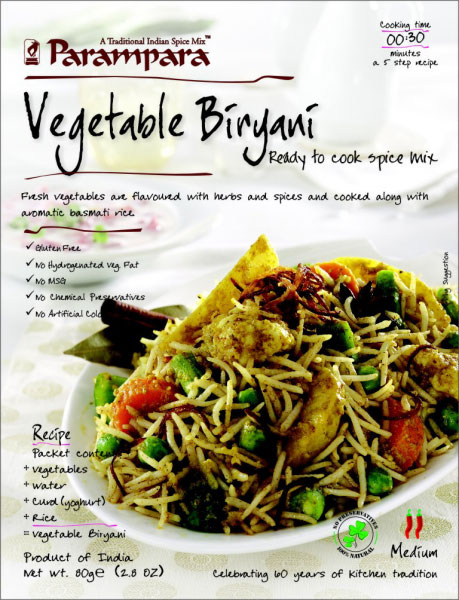 A Traditional Indian Spice Mix™
Parampara
Cooking time
00:30
minutes
a 5 step recipe
Vegetable Biryani
Ready to cook spice mix
Fresh vegetables are flavoured with herbs and spices and cooked along with
aromatic basmati rice.
✓ Gluten Free
✓ No Hydrogenated Veg. Fat
✓ No MSG
✓ No Chemical Preservatives
✓ No Artificial Colo
Suggestion
Recipe
Packet conten
+ vegetables
+ water
+ Curd (yoghurt)
+ Rice
= vegetable Biryani
NO PRESERVATIVES
100% NATURAL
Medium
Product of India
Net wt. 80g e (2.8 OZ)
Celebrating 60 years of kitchen tradition